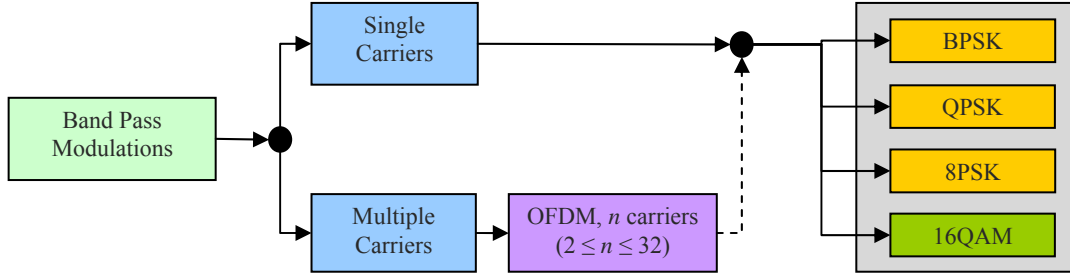 Single
Carriers
Band Pass
Modulations
Multiple
Carriers
OFDM, n carriers
(2 ≤ n ≤ 32)
BPSK
QPSK
8PSK
16QAM